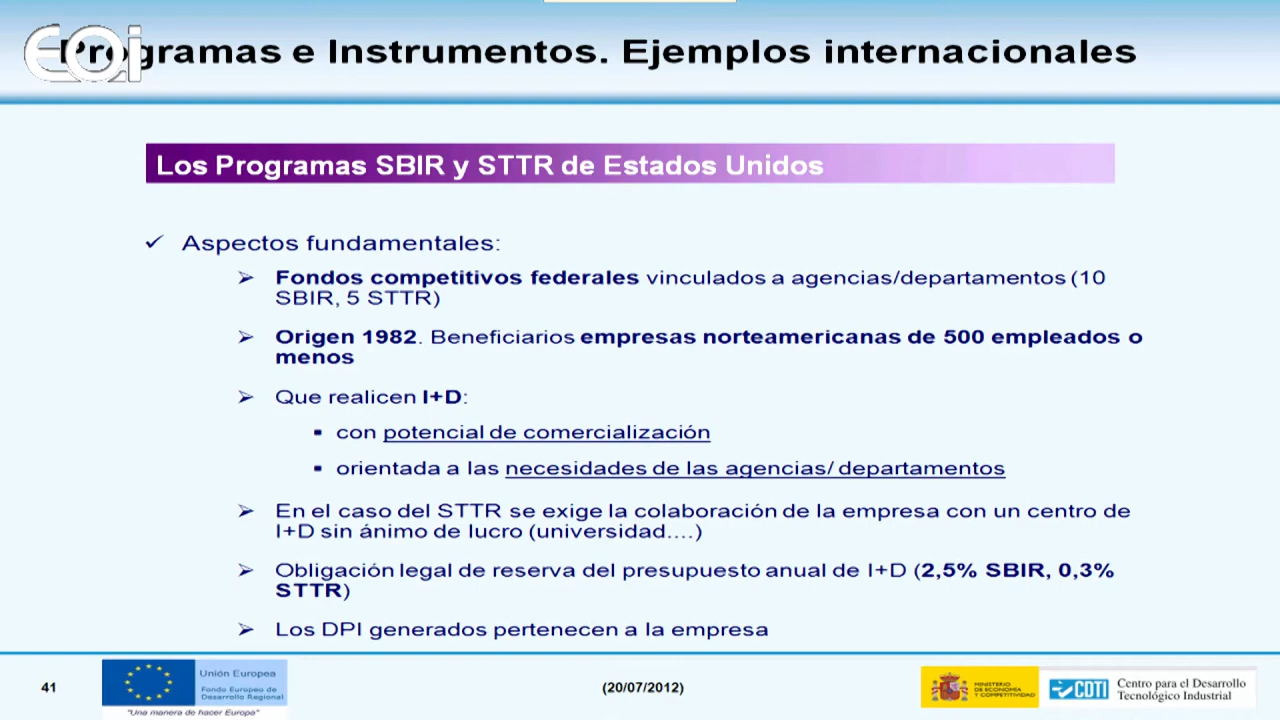 Programas e Instrumentos. Ejemplos internacionales
eoi
Los Programas SBIR y STTR de Estados Unidos
✓ Aspectos fundamentales:
➢ Fondos competitivos federales vinculados a agencias/departamentos (10
SBIR, 5 STTR)
➢ Origen 1982. Beneficiarios empresas norteamericanas de 500 empleados o
menos
➢ Que realicen I+D:
▪ con potencial de comercialización
▪ orientada a las necesidades de las agencias/ departamentos
➢ En el caso del STTR se exige la colaboración de la empresa con un centro de
I+D sin ánimo de lucro (universidad....)
➢ Obligación legal de reserva del presupuesto anual de I+D (2,5% SBIR, 0,3%
STTR)
➢ Los DPI generados pertenecen a la empresa
41
Unión Europea
Fondo Europeo de
Desarrollo Regional
"Una manera de hacer Europa"
(20/07/2012)
MINISTERIO
DE ECONOMÍA
Y COMPETITIVIDAD
CDTI
Centro para el Desarrollo
Tecnológico Industrial